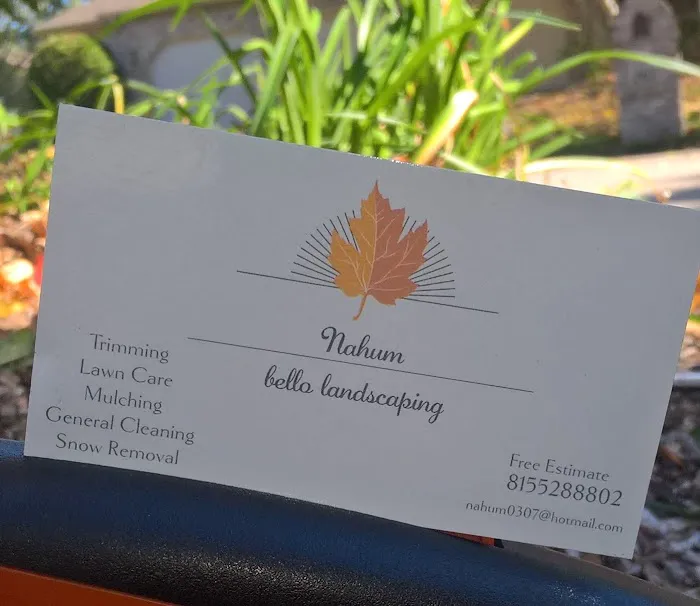 Nahum
bello landscaping
Trimming
Lawn Care
Mulching
General Cleaning
Snow Removal
Free Estimate
8155288802
nahum0307@hotmail.com